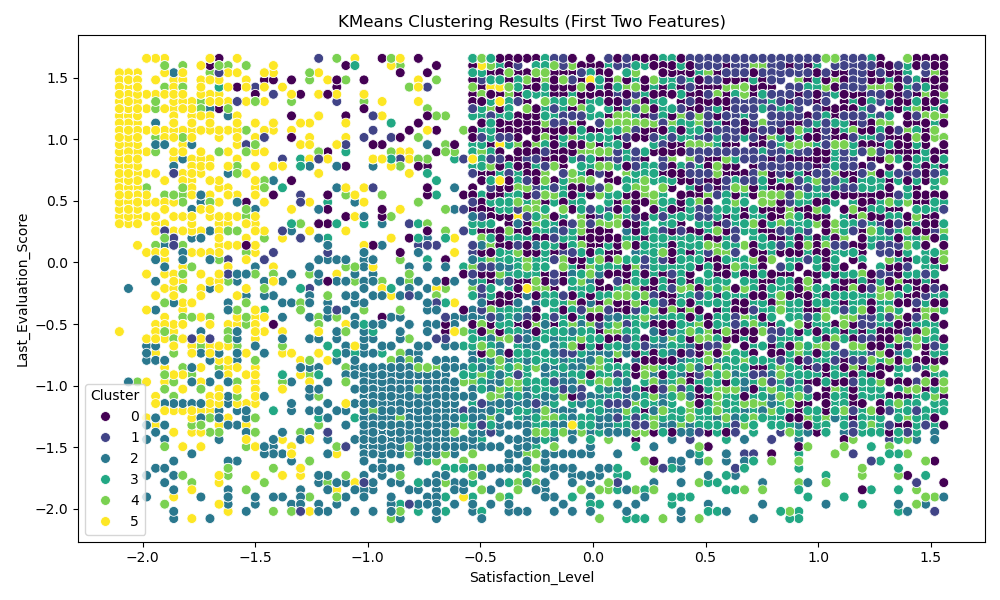 KMeans Clustering Results (First Two Features)
Last_Evaluation_Score
1.5
1.0
0.5
0.0
−0.5
−1.0
−1.5
−2.0
Cluster
0
1
2
3
4
5
−2.0 −1.5 −1.0 −0.5 0.0 0.5 1.0 1.5
Satisfaction_Level